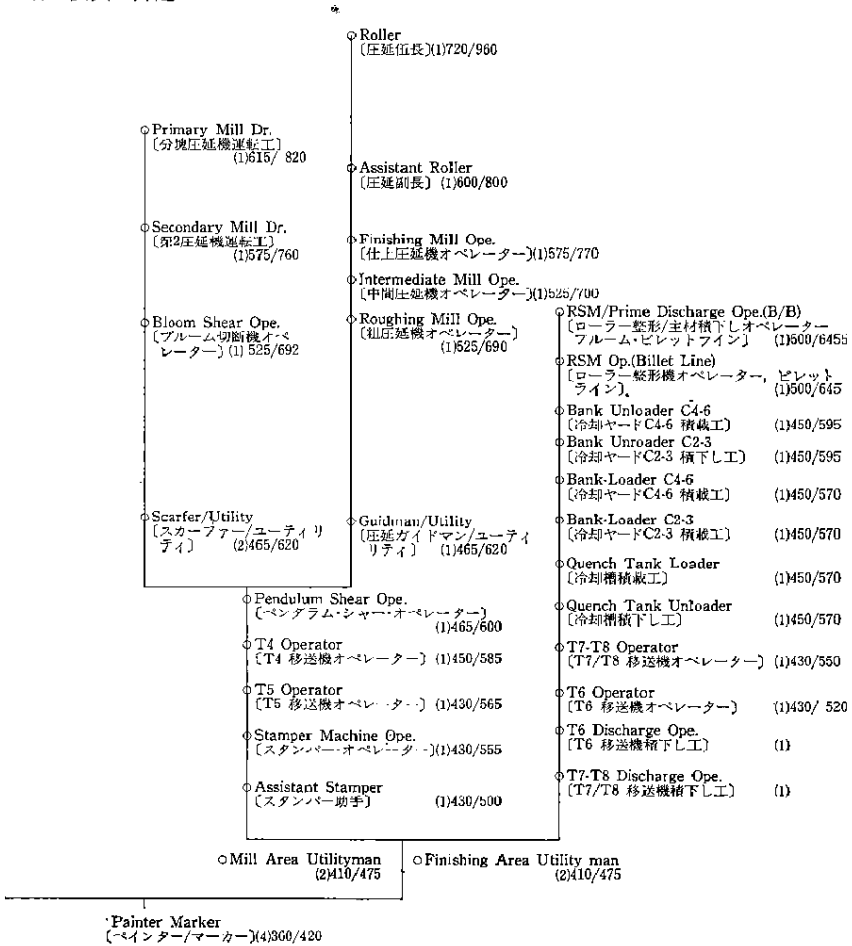 Roller
〔圧延伍長〕(1)720/960
Primary Mill Dr.
〔分塊圧延機運転工〕
(1)615/ 820
Assistant Roller
〔圧延副長〕(1)600/800
Secondary Mill Dr.
〔第2圧延機運転工〕
(1)575/760
Finishing Mill Ope.
〔仕上圧延機オペレーター〕(1)575/770
Intermediate Mill Ope.
〔中間圧延機オペレーター〕(1)525/700
Bloom Shear Ope.
〔ブルーム切断機オペ
レーター〕(1) 525/692
Roughing Mill Ope.
〔粗圧延機オペレーター〕
(1)525/690
Scarfer/Utility
〔スカーファー/ユーティリ
ティ〕 (2)465/620
Guidman/Utility
〔圧延ガイドマン/ユーティ
リティ〕 (1)465/620
Pendulum Shear Ope.
〔ペンダラム・シャー・オペレーター〕
(1)465/600
T4 Operator
〔T4 移送機オペレーター〕(1)450/585
T5 Operator
〔T5 移送機オペレーター〕(1)430/565
Stamper Machine Ope.
〔スタンパー・オペレーター〕(1)430/555
Assistant Stamper
〔スタンパー助手〕 (1)430/500
RSM/Prime Discharge Ope.(B/B)
〔ローラー整形/主材積下しオペレーター
フルーム・ビレットライン〕 (1)500/6455
RSM Op.(Billet Line)
〔ローラー整形機オペレーター, ビレット
ライン〕. (1)500/645
Bank Unloader C4-6
〔冷却ヤードC4-6 積載工〕 (1)450/595
Bank Unroader C2-3
〔冷却ヤードC2-3 積下し工〕 (1)450/595
Bank-Loader C4-6
〔冷却ヤードC4-6 積載工〕 (1)450/570
Bank-Loader C2-3
〔冷却ヤードC2-3 積載工〕 (1)450/570
Quench Tank Loader
〔冷却槽積載工〕 (1)450/570
Quench Tank Unloader
〔冷却槽積下し工〕 (1)450/570
T7-T8 Operator
〔T7/T8 移送機オペレーター〕 (1)430/550
T6 Operator
〔T6 移送機オペレーター〕 (1)430/ 520
T6 Discharge Ope.
〔T6 移送機積下し工〕 (1)
T7-T8 Discharge Ope.
〔T7/T8 移送機積下し工〕 (1)
Mill Area Utilityman
(2)410/475
Finishing Area Utility man
(2)410/475
Painter Marker
〔ペインター/マーカー〕(4)360/420